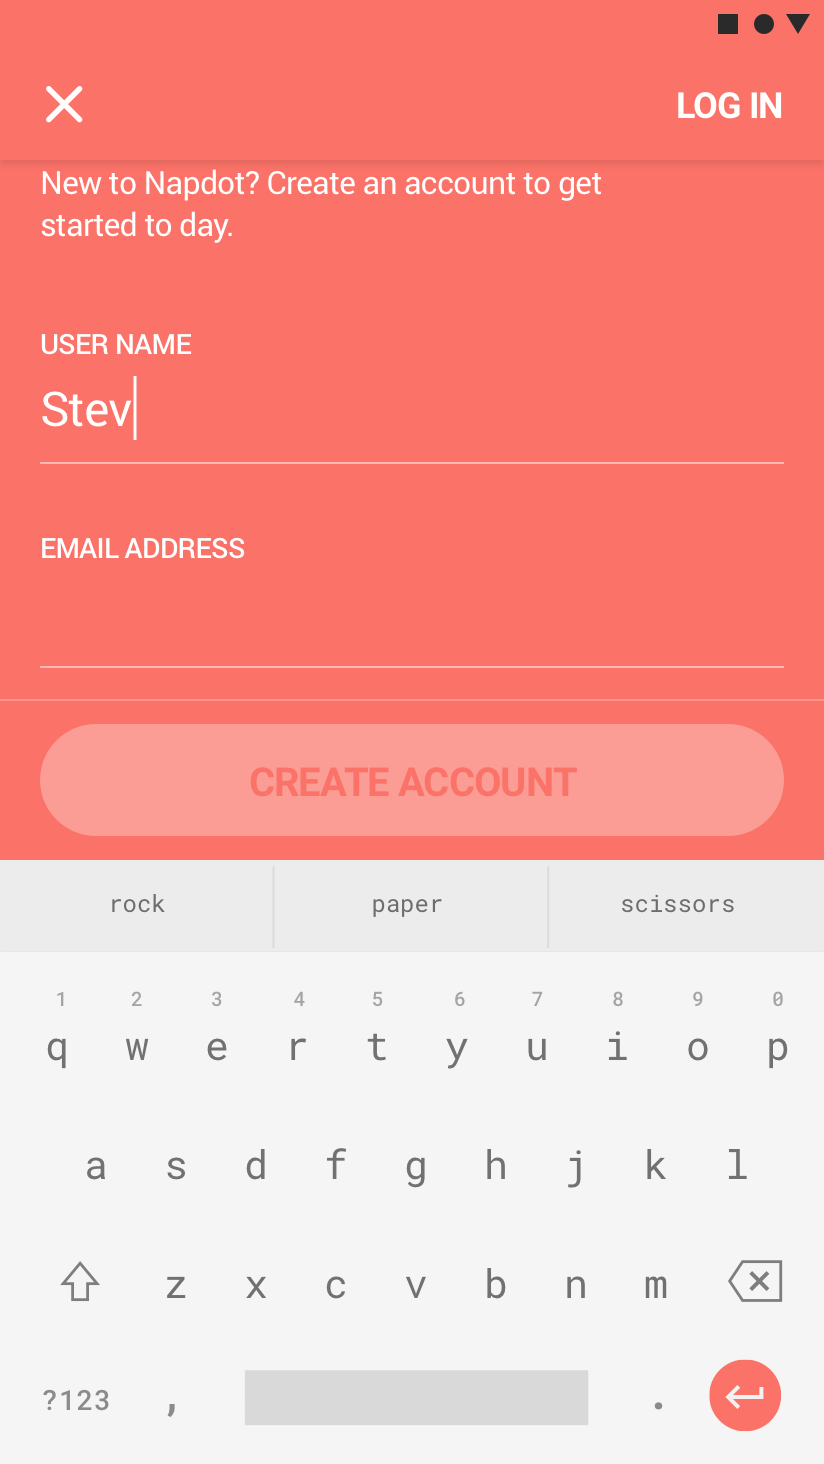 LOG IN
New to Napdot? Create an account to get
started to day.
USER NAME
Stev
EMAIL ADDRESS
CREATE ACCOUNT
rock paper scissors
1 2 3 4 5 6 7 8 9 0
q w e r t y u i o p
a s d f g h j k l
z x c v b n m
?123 , .